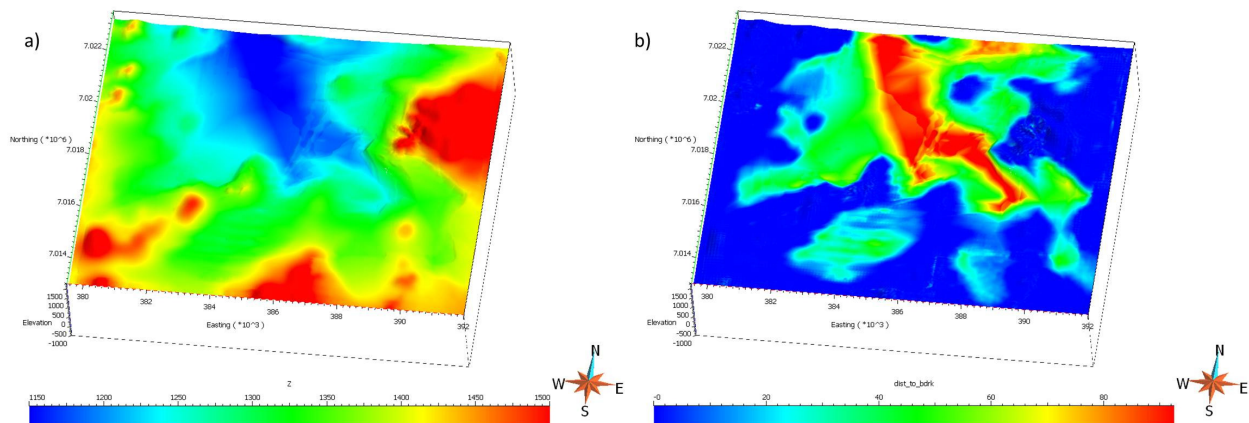 a)
7.022
7.02
Northing ( *10^6)
7.018
7.016
7.014
1500
1000
500
Elevation 0
-500
-1000
380
382
384
386
388
390
392
Easting ( *10^3)
Z
1150 1200 1250 1300 1350 1400 1450 1500
N
W E
S
b)
7.022
7.02
Northing ( *10^6)
7.018
7.016
7.014
1500
1000
500
Elevation 0
-500
-1000
380
382
384
386
388
390
392
Easting ( *10^3)
dist_to_bdrk
-0 20 40 60 80
N
W E
S